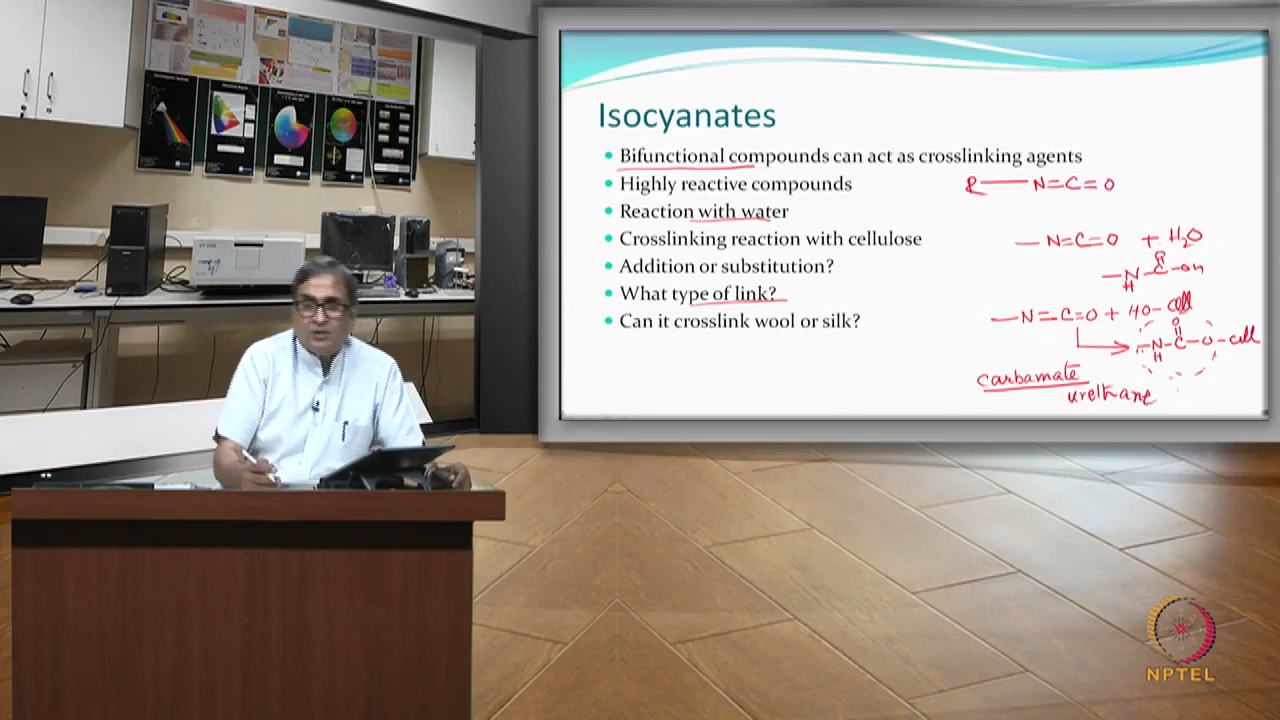 Isocyanates
• Bifunctional compounds can act as crosslinking agents
• Highly reactive compounds
R — N=C=O
• Reaction with water
• Crosslinking reaction with cellulose
— N=C=O + H₂O
• Addition or substitution?
O
— N — C — OH
H
• What type of link?
— N=C=O + HO-cell
• Can it crosslink wool or silk?
O
— N — C — O — cell
H
carbamate
urethane
NPTEL